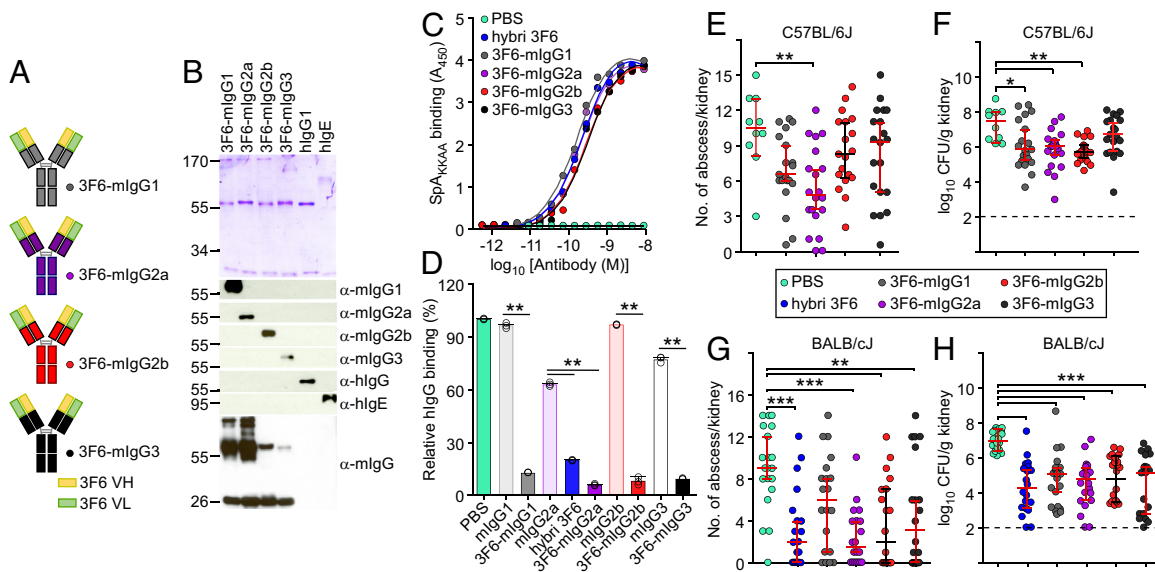 A
3F6-mIgG1
3F6-mIgG2a
3F6-mIgG2b
3F6-mIgG3
3F6 VH
3F6 VL
B
3F6-mIgG1
3F6-mIgG2a
3F6-mIgG2b
3F6-mIgG3
hIgG1
hIgE
170
55
34
55
α-mIgG1
55
α-mIgG2a
55
α-mIgG2b
55
α-mIgG3
55
α-hIgG
95
α-hIgE
55
α-mIgG
26
C
PBS
hybri 3F6
3F6-mIgG1
3F6-mIgG2a
3F6-mIgG2b
3F6-mIgG3
SpA_KKAA binding (A_450)
5
4
3
2
1
0
-12 -11 -10 -9 -8
log10 [Antibody (M)]
D
Relative hIgG binding (%)
120
90
60
30
0
** ** ** **
PBS
mIgG1
3F6-mIgG1
mIgG2a
hybri 3F6
3F6-mIgG2a
mIgG2b
3F6-mIgG2b
mIgG3
3F6-mIgG3
E
C57BL/6J
No. of abscess/kidney
18
15
12
9
6
3
0
**
F
C57BL/6J
log10 CFU/g kidney
10
8
6
4
2
**
*
PBS
hybri 3F6
3F6-mIgG1
3F6-mIgG2a
3F6-mIgG2b
3F6-mIgG3
G
BALB/cJ
No. of abscess/kidney
16
12
8
4
0
**
***
***
H
BALB/cJ
log10 CFU/g kidney
10
8
6
4
2
***